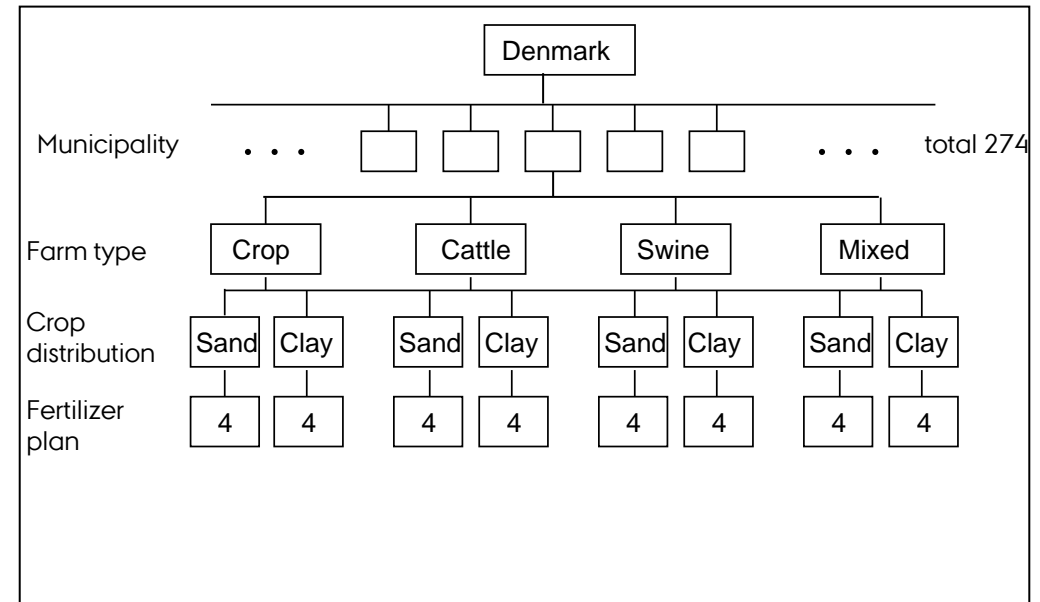 Denmark
Municipality . . . . . . total 274
Farm type Crop Cattle Swine Mixed
Crop
distribution Sand Clay Sand Clay Sand Clay Sand Clay
Fertilizer
plan 4 4 4 4 4 4 4 4